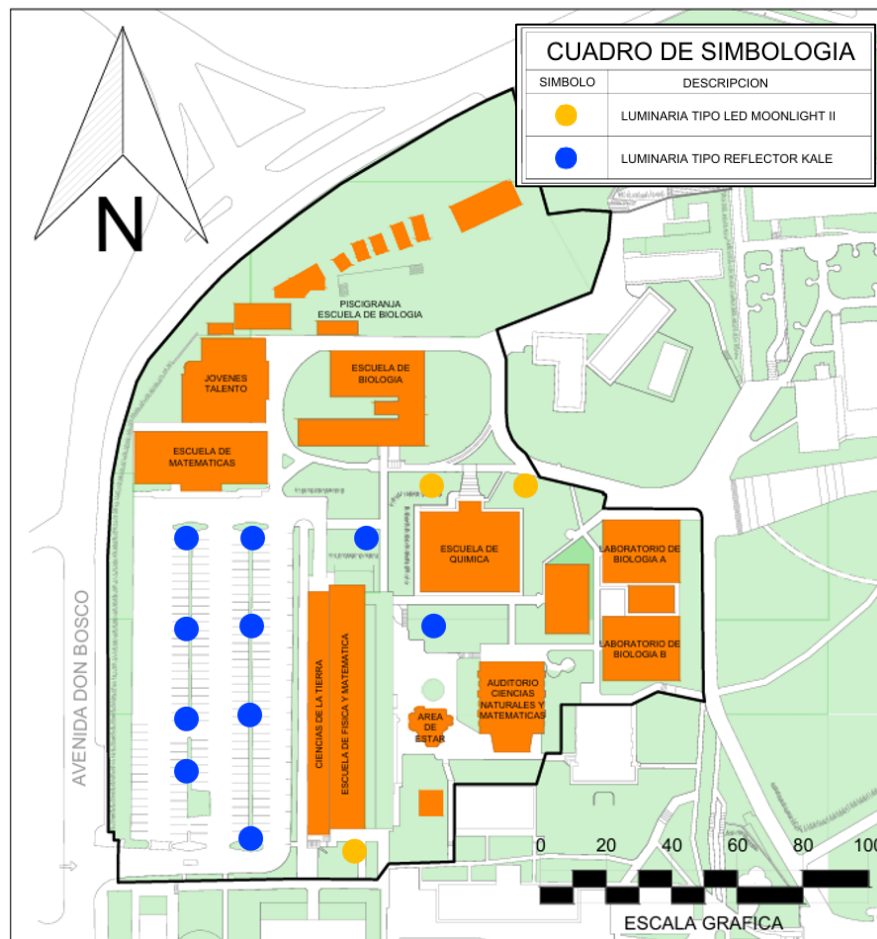 CUADRO DE SIMBOLOGIA
SIMBOLO DESCRIPCION
LUMINARIA TIPO LED MOONLIGHT II
LUMINARIA TIPO REFLECTOR KALE
N
PISCIGRANJA
ESCUELA DE BIOLOGIA
JOVENES
TALENTO
ESCUELA DE
BIOLOGIA
ESCUELA DE
MATEMATICAS
ESCUELA DE
QUIMICA
LABORATORIO DE
BIOLOGIA A
LABORATORIO DE
BIOLOGIA B
AUDITORIO
CIENCIAS
NATURALES Y
MATEMATICAS
AREA
DE
ESTAR
CIENCIAS DE LA TIERRA
ESCUELA DE FISICA Y MATEMATICA
AVENIDA DON BOSCO
0 20 40 60 80 100
ESCALA GRAFICA